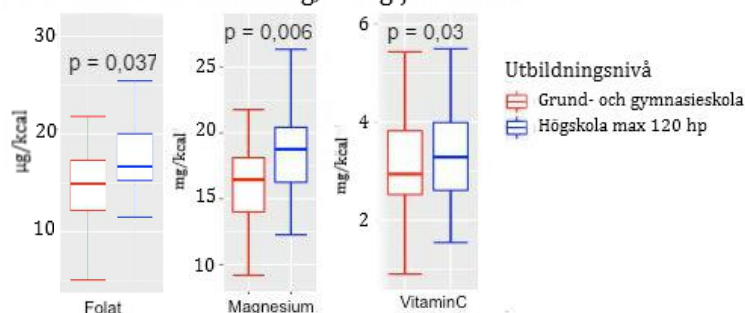 30
20
10
µg/kcal
p = 0,037
Folat
25
20
15
10
mg/kcal
p = 0,006
Magnesium
6
4
2
mg/kcal
p = 0,03
VitaminC
Utbildningsnivå
Grund- och gymnasieskola
Högskola max 120 hp